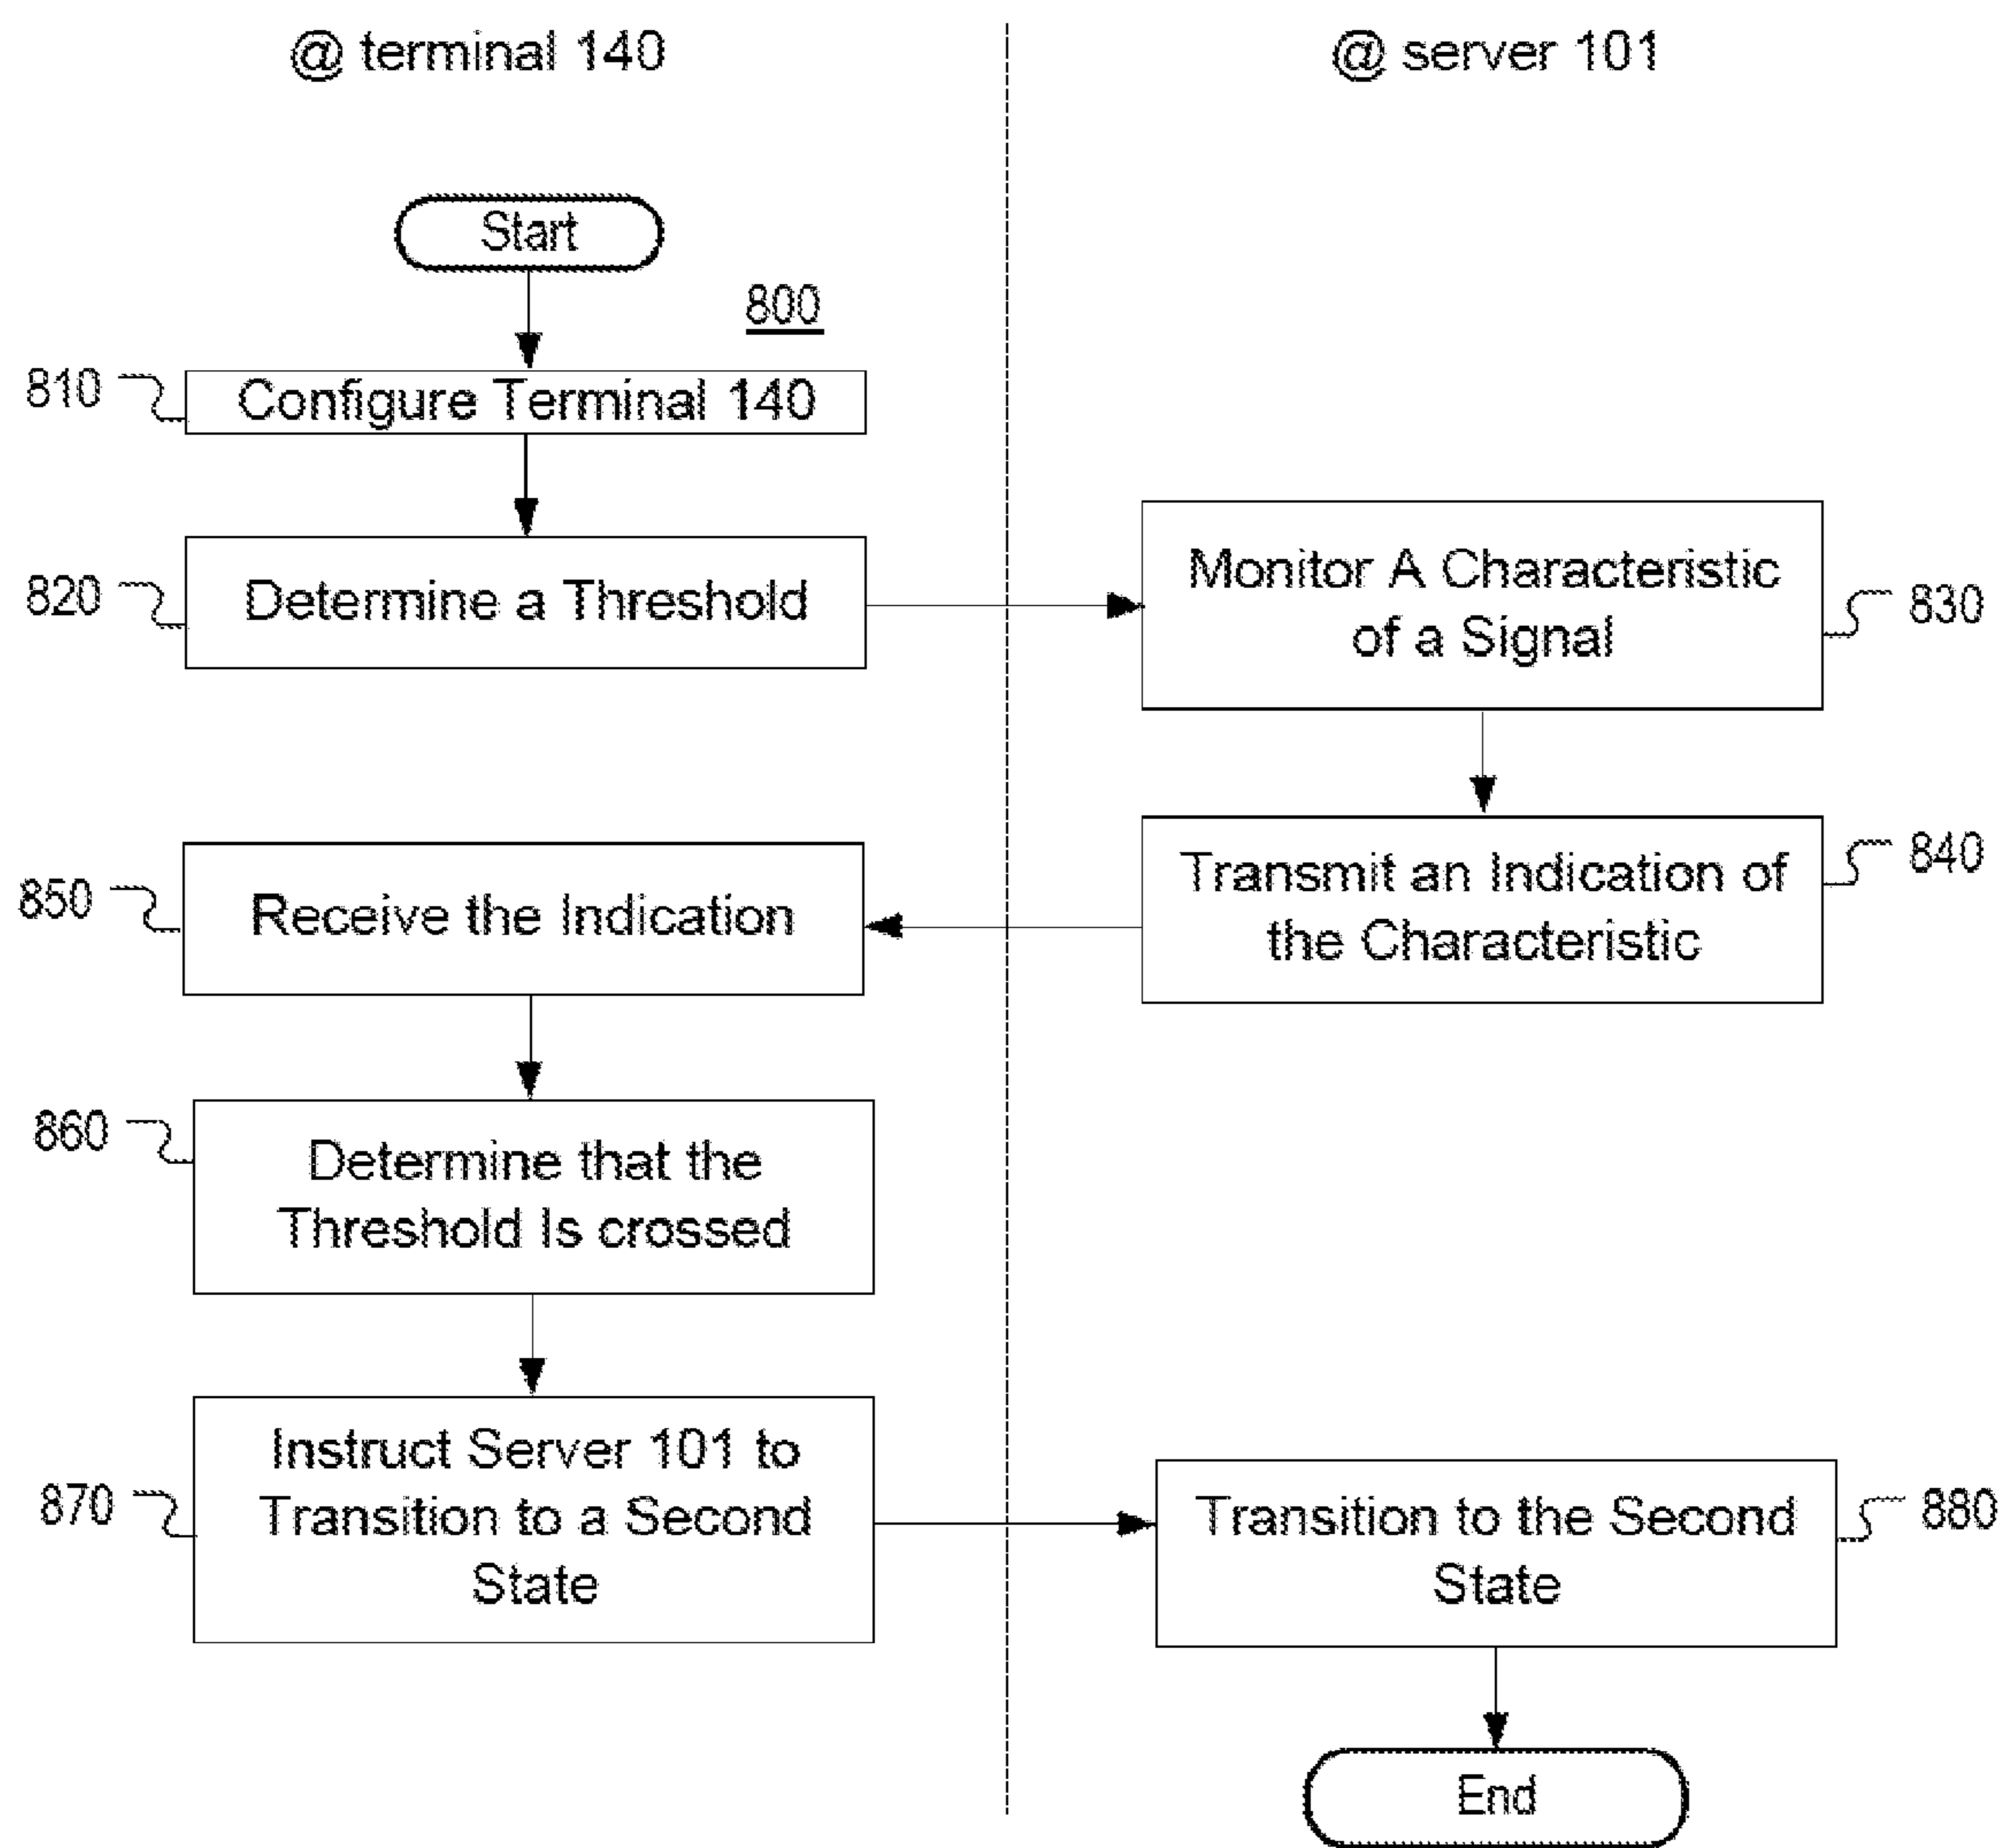 @ terminal 140
@ server 101
Start
800
810
Configure Terminal 140
820
Determine a Threshold
Monitor A Characteristic
of a Signal
830
Transmit an Indication of
the Characteristic
840
850
Receive the Indication
860
Determine that the
Threshold Is crossed
870
Instruct Server 101 to
Transition to a Second
State
Transition to the Second
State
880
End